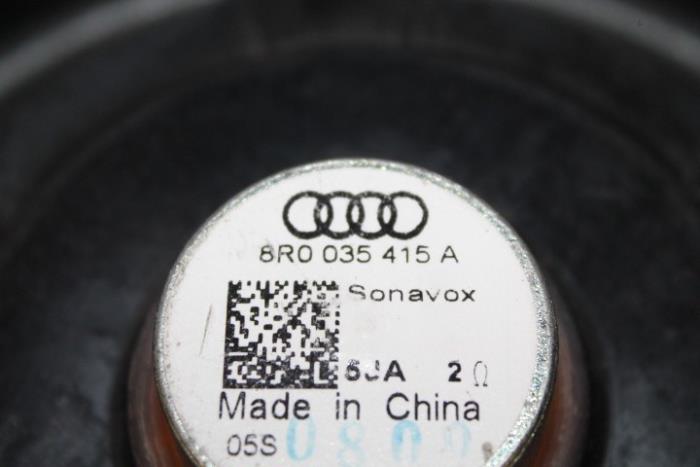 8R0 035 415 A
Sonavox
2Ω
Made in China
05S